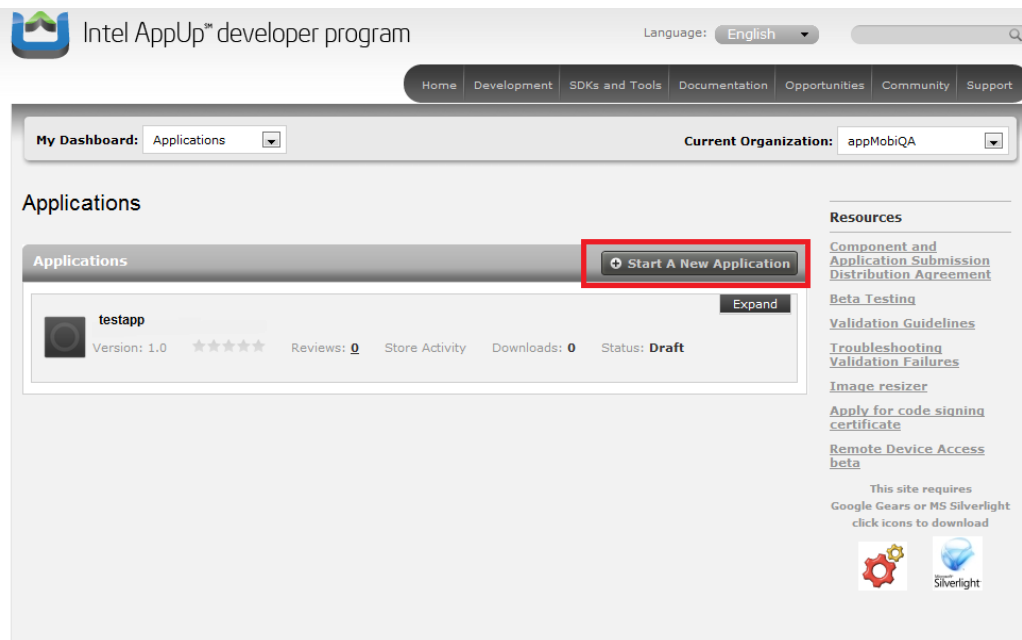 Intel AppUp℠ developer program
Language: English
Home Development SDKs and Tools Documentation Opportunities Community Support
My Dashboard: Applications
Current Organization: appMobiQA
Applications
Applications
Start A New Application
Expand
testapp
Version: 1.0 Reviews: 0 Store Activity Downloads: 0 Status: Draft
Resources
Component and
Application Submission
Distribution Agreement
Beta Testing
Validation Guidelines
Troubleshooting
Validation Failures
Image resizer
Apply for code signing
certificate
Remote Device Access
beta
This site requires
Google Gears or MS Silverlight
click icons to download
Silverlight